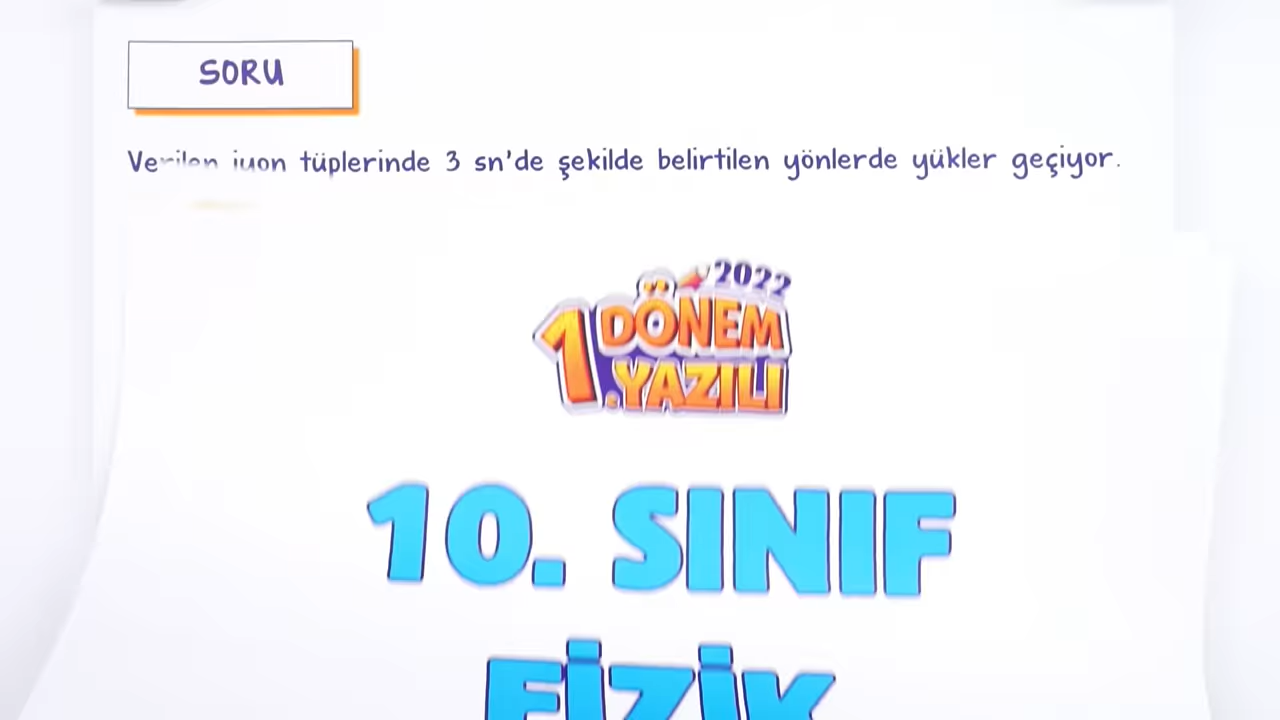 SORU
Verilen iyon tüplerinde 3 sn'de şekilde belirtilen yönlerde yükler geçiyor.
2022
1.DÖNEM
YAZILI
10. SINIF
FİZİK